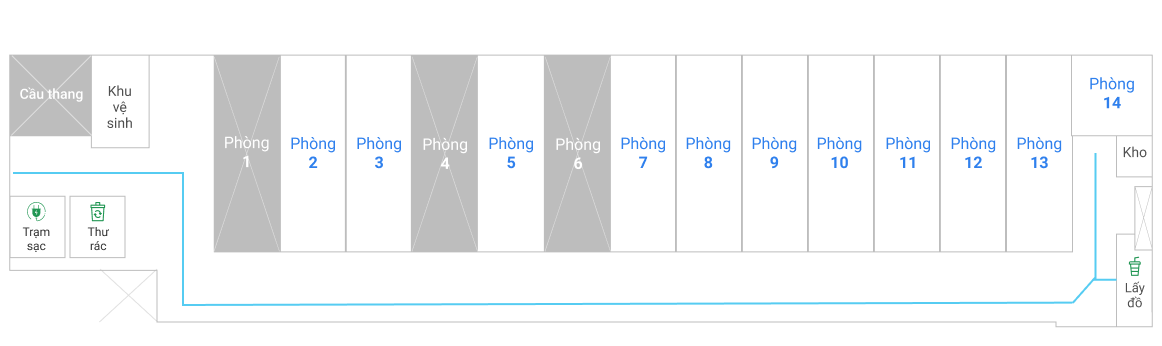 Cầu thang
Khu
vệ
sinh
Phòng
1
Phòng
2
Phòng
3
Phòng
4
Phòng
5
Phòng
6
Phòng
7
Phòng
8
Phòng
9
Phòng
10
Phòng
11
Phòng
12
Phòng
13
Phòng
14
Kho
Trạm
sạc
Thư
rác
Lấy
đồ